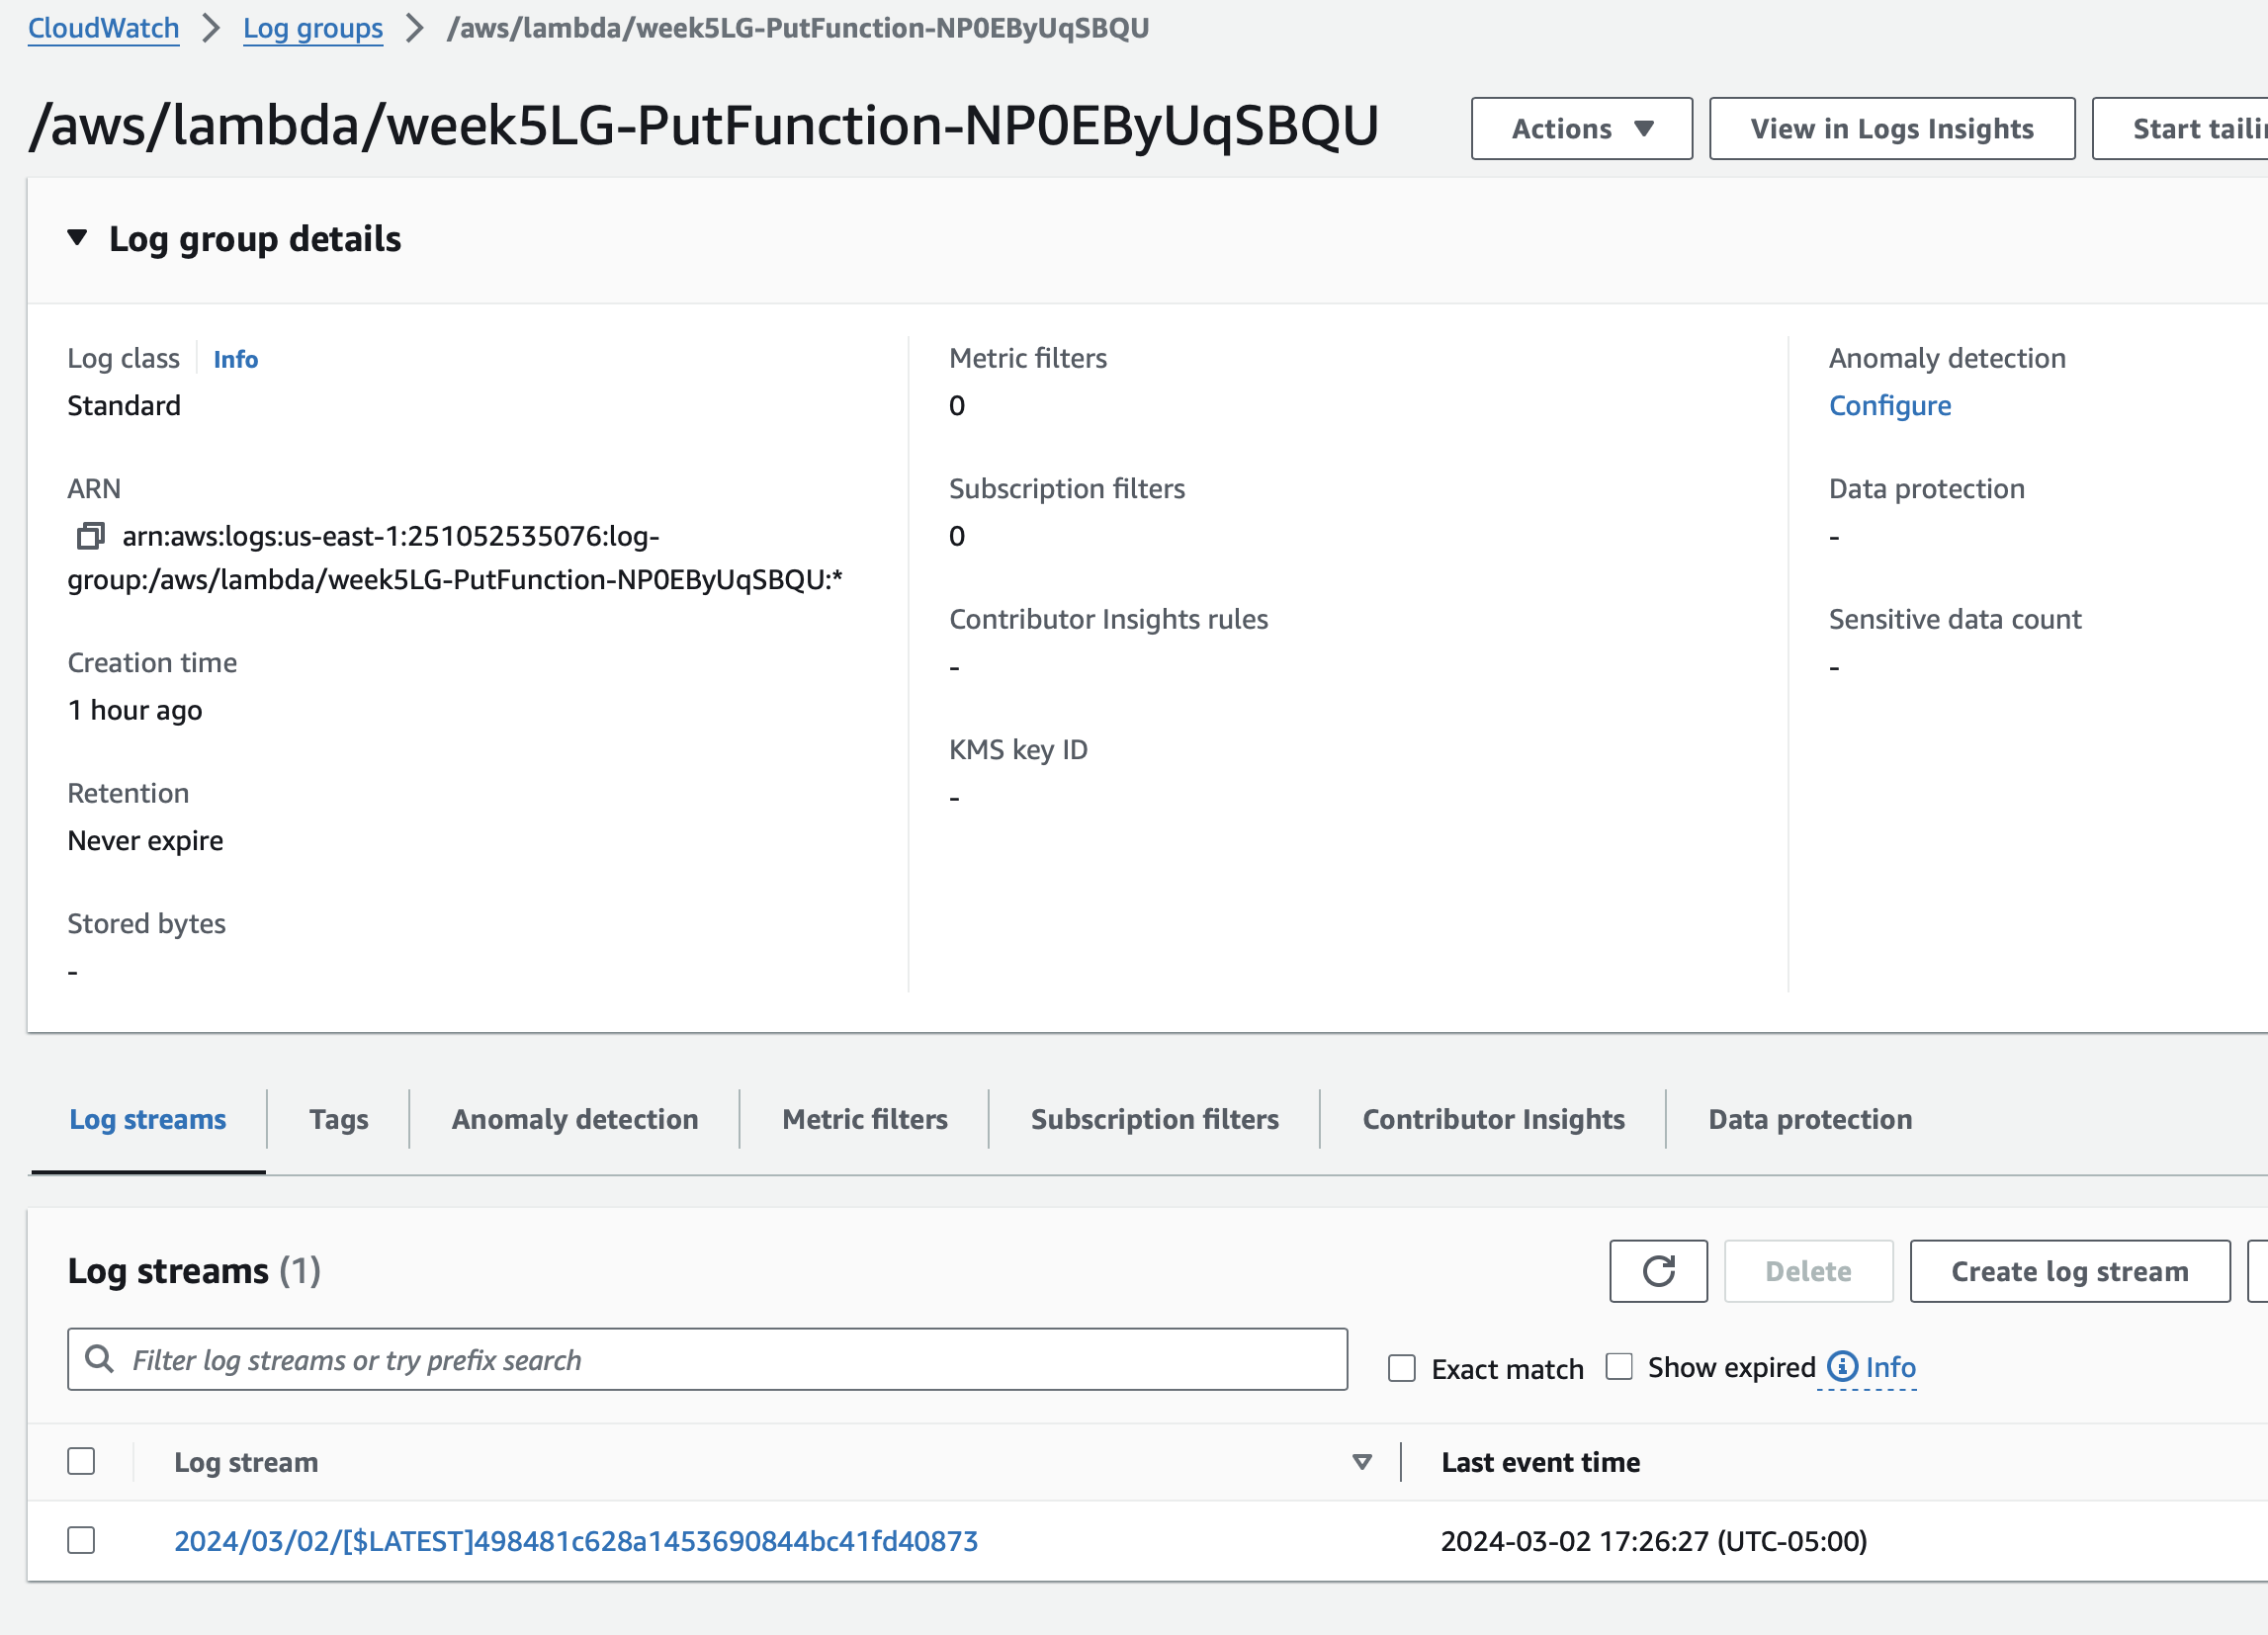 CloudWatch > Log groups > /aws/lambda/week5LG-PutFunction-NP0EByUqSBQU
/aws/lambda/week5LG-PutFunction-NP0EByUqSBQU
Actions
View in Logs Insights
Start
Log group details
Log class
Info
Standard
ARN
arn:aws:logs:us-east-1:251052535076:log-
group:/aws/lambda/week5LG-PutFunction-NP0EByUqSBQU:*
Creation time
1 hour ago
Retention
Never expire
Stored bytes
-
Metric filters
0
Subscription filters
0
Contributor Insights rules
-
KMS key ID
-
Anomaly detection
Configure
Data protection
-
Sensitive data count
-
Log streams
Tags
Anomaly detection
Metric filters
Subscription filters
Contributor Insights
Data protection
Log streams (1)
Delete
Create log stream
Filter log streams or try prefix search
Exact match
Show expired
Info
Log stream
Last event time
2024/03/02/[$LATEST]498481c628a1453690844bc41fd40873
2024-03-02 17:26:27 (UTC-05:00)